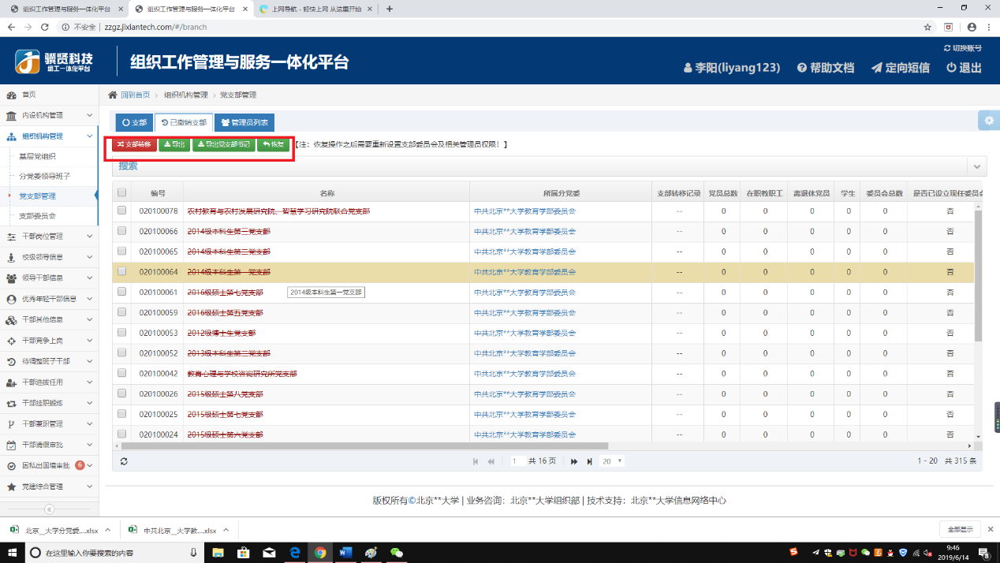 组织工作管理与服务一体化平台
组织工作管理与服务一体化平台
上网导航 - 轻快上网 从这里开始
不安全 | zzgz.jixiantech.com/#/branch
骥贤科技
组工一体化平台
组织工作管理与服务一体化平台
切换账号
李阳(liyang123) 帮助文档 定向短信 退出
首页
内设机构管理
组织机构管理
基层党组织
分党委领导班子
党支部管理
支部委员会
干部岗位管理
校级领导信息
领导干部信息
优秀年轻干部信息
干部其他信息
干部竞争上岗
待调整班子干部
干部选拔任用
干部挂职锻炼
干部兼职管理
干部请假审批
因私出国境审批 6
党建综合管理
回到首页 > 组织机构管理 > 党支部管理
支部 已撤销支部 管理员列表
支部转移 导出 导出党支部书记 恢复 【注：恢复操作之后需要重新设置支部委员会及相关管理员权限！】
搜索
编号 名称 所属分党委 支部转移记录 党员总数 在职教职工 离退休党员 学生 委员会总数 是否已设立现任委员会
020100078 农村教育与农村发展研究院、智慧学习研究院联合党支部 中共北京**大学教育学部委员会 -- 0 0 0 0 0 否
020100066 2014级本科生第三党支部 中共北京**大学教育学部委员会 -- 0 0 0 0 0 否
020100065 2014级本科生第二党支部 中共北京**大学教育学部委员会 -- 0 0 0 0 0 否
020100064 2014级本科生第一党支部 中共北京**大学教育学部委员会 -- 0 0 0 0 0 否
020100061 2016级硕士第七党支部 2014级本科生第一党支部 中共北京**大学教育学部委员会 -- 0 0 0 0 0 否
020100059 2016级硕士第五党支部 中共北京**大学教育学部委员会 -- 0 0 0 0 0 否
020100053 2012级博士生党支部 中共北京**大学教育学部委员会 -- 0 0 0 0 0 否
020100052 2013级本科生第二党支部 中共北京**大学教育学部委员会 -- 0 0 0 0 0 否
020100042 教育心理与学校咨询研究所党支部 中共北京**大学教育学部委员会 -- 0 0 0 0 0 否
020100026 2015级硕士第八党支部 中共北京**大学教育学部委员会 -- 0 0 0 0 0 否
020100025 2015级硕士第七党支部 中共北京**大学教育学部委员会 -- 0 0 0 0 0 否
020100024 2015级硕士第六党支部 中共北京**大学教育学部委员会 -- 0 0 0 0 0 否
1 共 16 页 20 1 - 20 共 315 条
版权所有©北京**大学 | 业务咨询：北京**大学组织部 | 技术支持：北京**大学信息网络中心
北京__大学分党委....xlsx 中共北京__大学教....xlsx 全部显示
在这里输入你要搜索的内容
9:46
2019/6/14
8